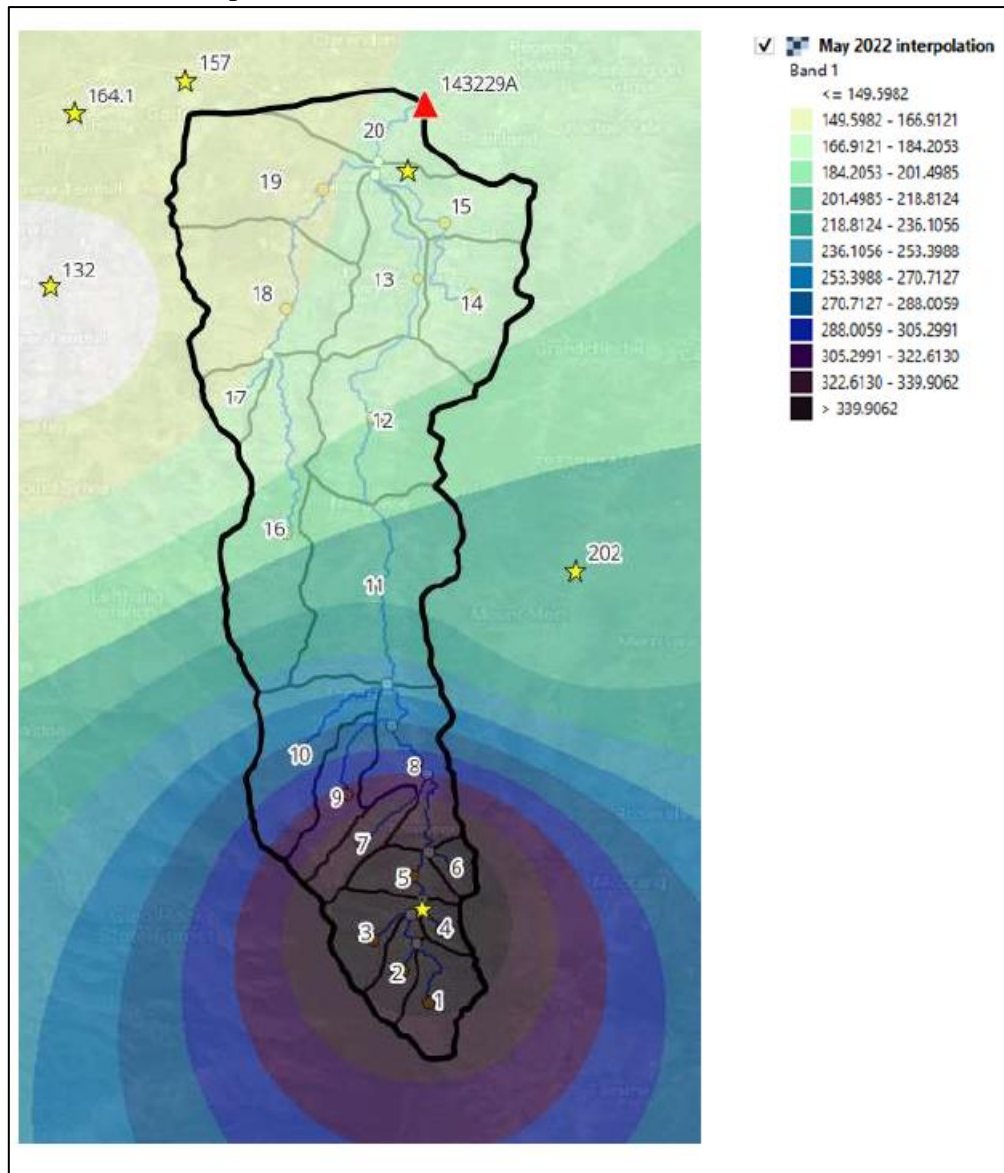 May 2022 interpolation
Band 1
<= 149.5982
149.5982 - 166.9121
166.9121 - 184.2053
184.2053 - 201.4985
201.4985 - 218.8124
218.8124 - 236.1056
236.1056 - 253.3988
253.3988 - 270.7127
270.7127 - 288.0059
288.0059 - 305.2991
305.2991 - 322.6130
322.6130 - 339.9062
> 339.9062
157
164.1
143229A
20
19
15
132
13
18
14
17
12
16
202
11
10
8
9
7
6
5
4
3
2
1